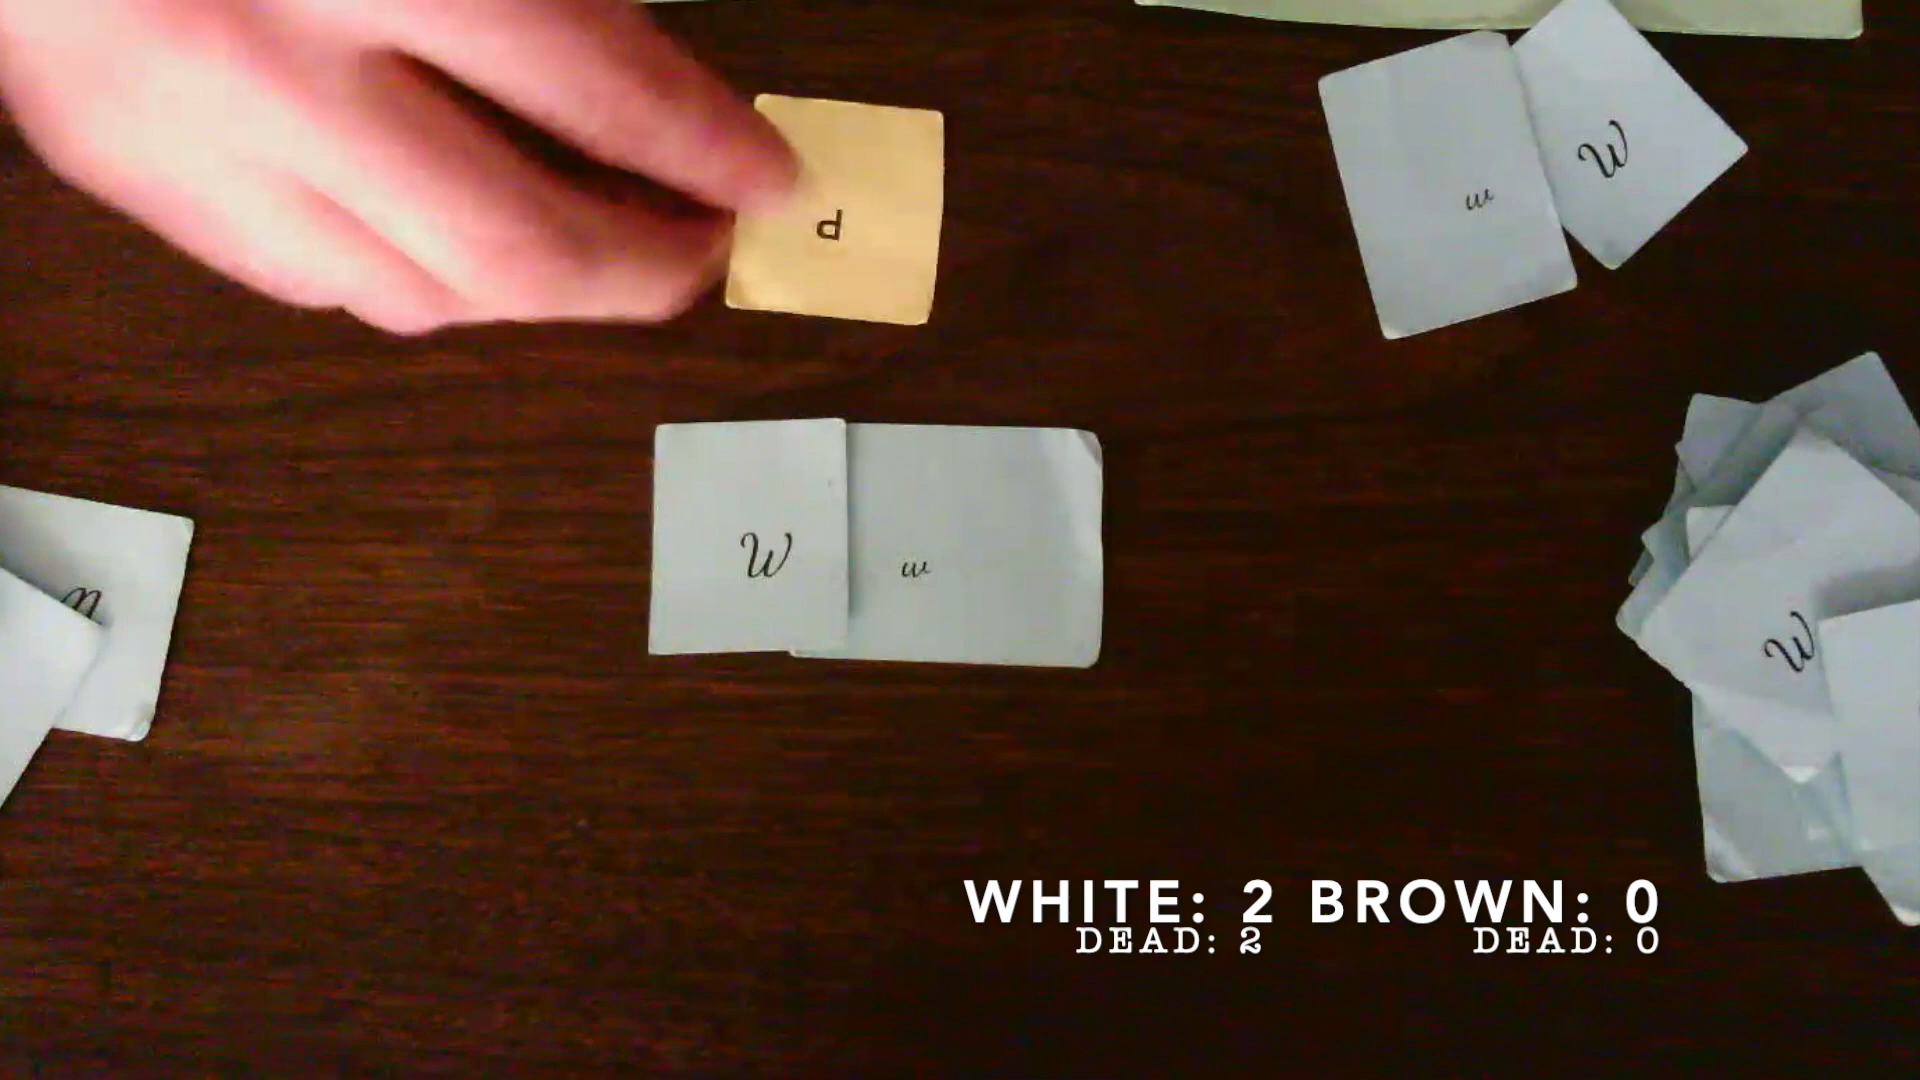 P
w W
W w
W
WHITE: 2 BROWN: 0
DEAD: 2 DEAD: 0